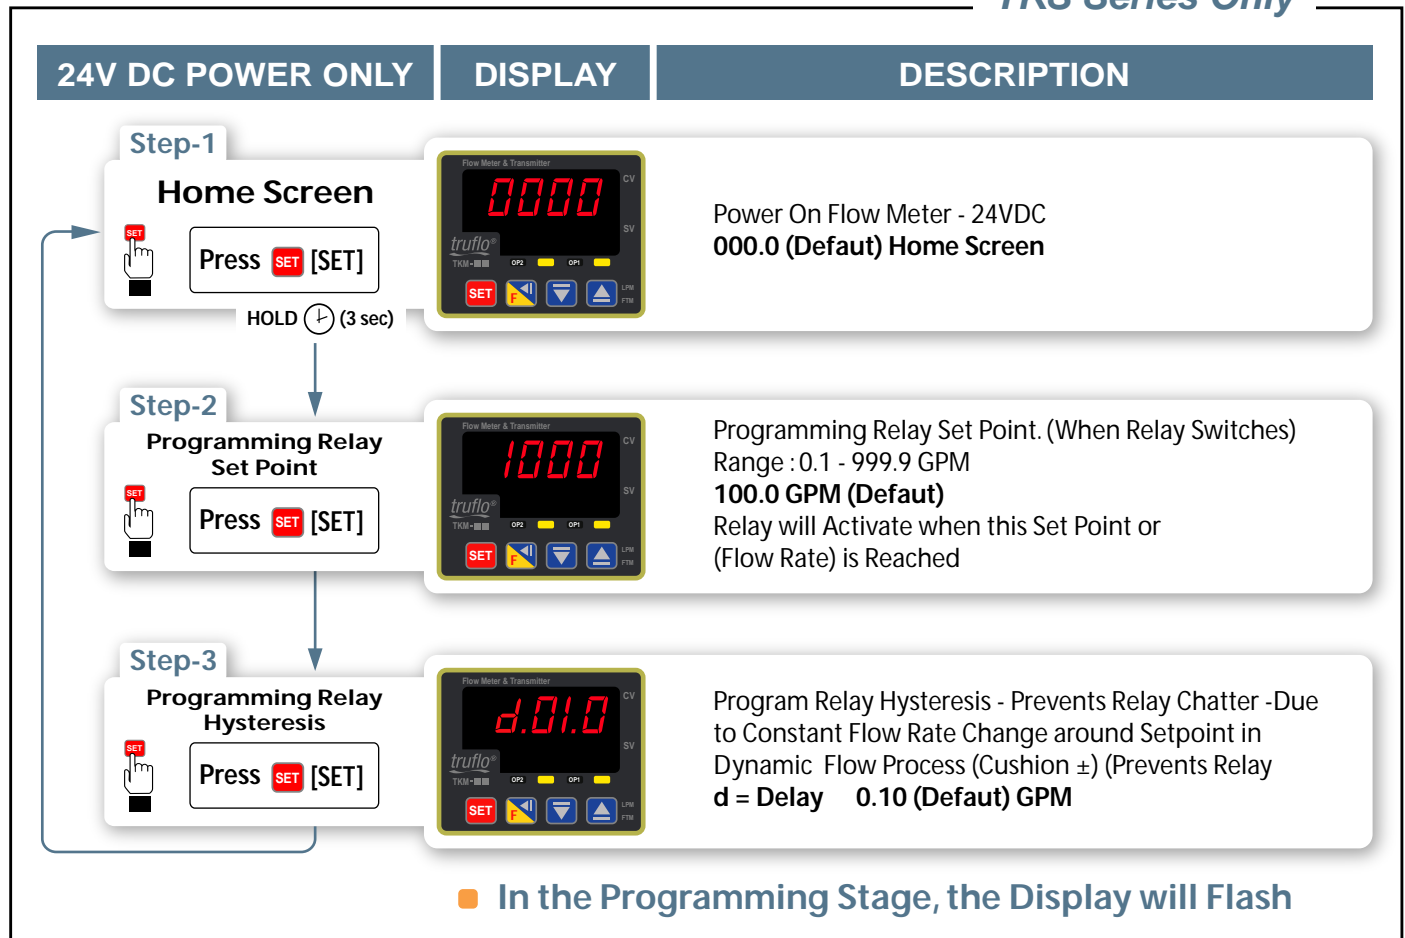 TKS Series Only
24V DC POWER ONLY
DISPLAY
DESCRIPTION
Step-1
Home Screen
SET
Press SET [SET]
HOLD (3 sec)
Flow Meter & Transmitter
0000
CV
SV
truflo®
TKM-
OP2
OP1
SET
F
LPM
FTM
Power On Flow Meter - 24VDC
000.0 (Defaut) Home Screen
Step-2
Programming Relay
Set Point
SET
Press SET [SET]
Flow Meter & Transmitter
1000
CV
SV
truflo®
TKM-
OP2
OP1
SET
F
LPM
FTM
Programming Relay Set Point. (When Relay Switches)
Range : 0.1 - 999.9 GPM
100.0 GPM (Defaut)
Relay will Activate when this Set Point or
(Flow Rate) is Reached
Step-3
Programming Relay
Hysteresis
SET
Press SET [SET]
Flow Meter & Transmitter
d.01.0
CV
SV
truflo®
TKM-
OP2
OP1
SET
F
LPM
FTM
Program Relay Hysteresis - Prevents Relay Chatter -Due
to Constant Flow Rate Change around Setpoint in
Dynamic Flow Process (Cushion ±) (Prevents Relay
d = Delay 0.10 (Defaut) GPM
In the Programming Stage, the Display will Flash